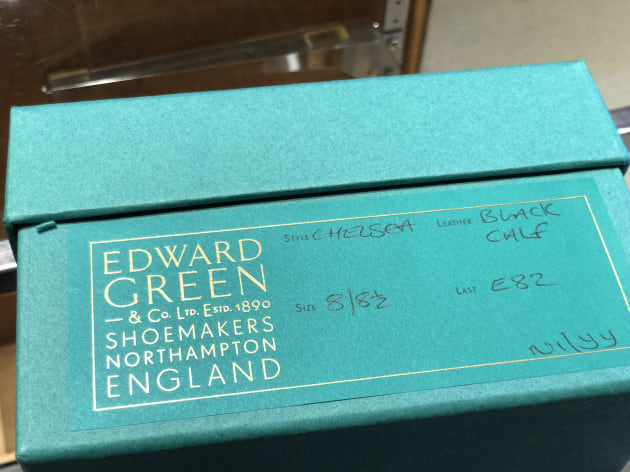 EDWARD
GREEN
& Co. LTD. ESTD. 1890
SHOEMAKERS
NORTHAMPTON
ENGLAND
STYLE CHELSEA
LEATHER BLACK
CALF
SIZE 8/8½
LAST E82